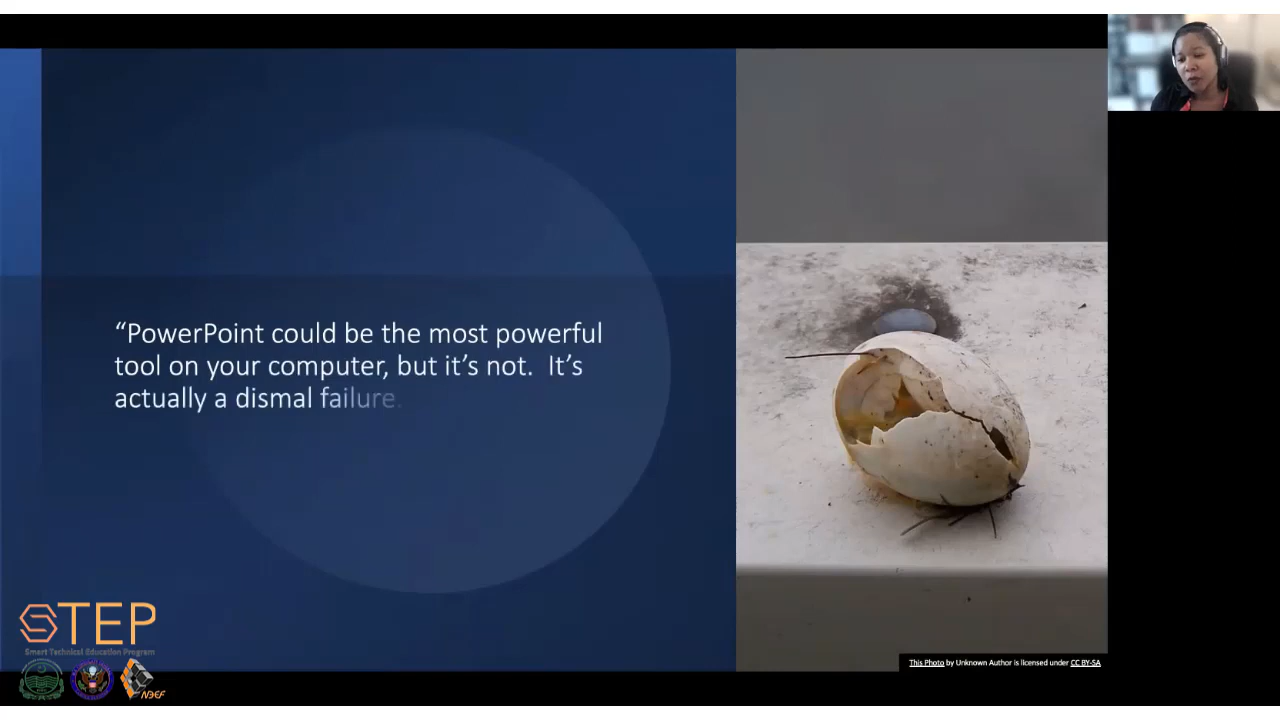 “PowerPoint could be the most powerful
tool on your computer, but it’s not.  It’s
actually a dismal failure.
STEP
Smart Technical Education Program
NDEF
This Photo by Unknown Author is licensed under CC BY-SA